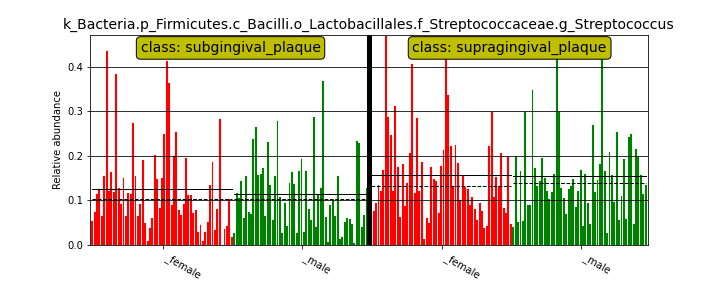 k_Bacteria.p_Firmicutes.c_Bacilli.o_Lactobacillales.f_Streptococcaceae.g_Streptococcus
class: subgingival_plaque
class: supragingival_plaque
Relative abundance
0.4
0.3
0.2
0.1
0.0
_female
_male
_female
_male